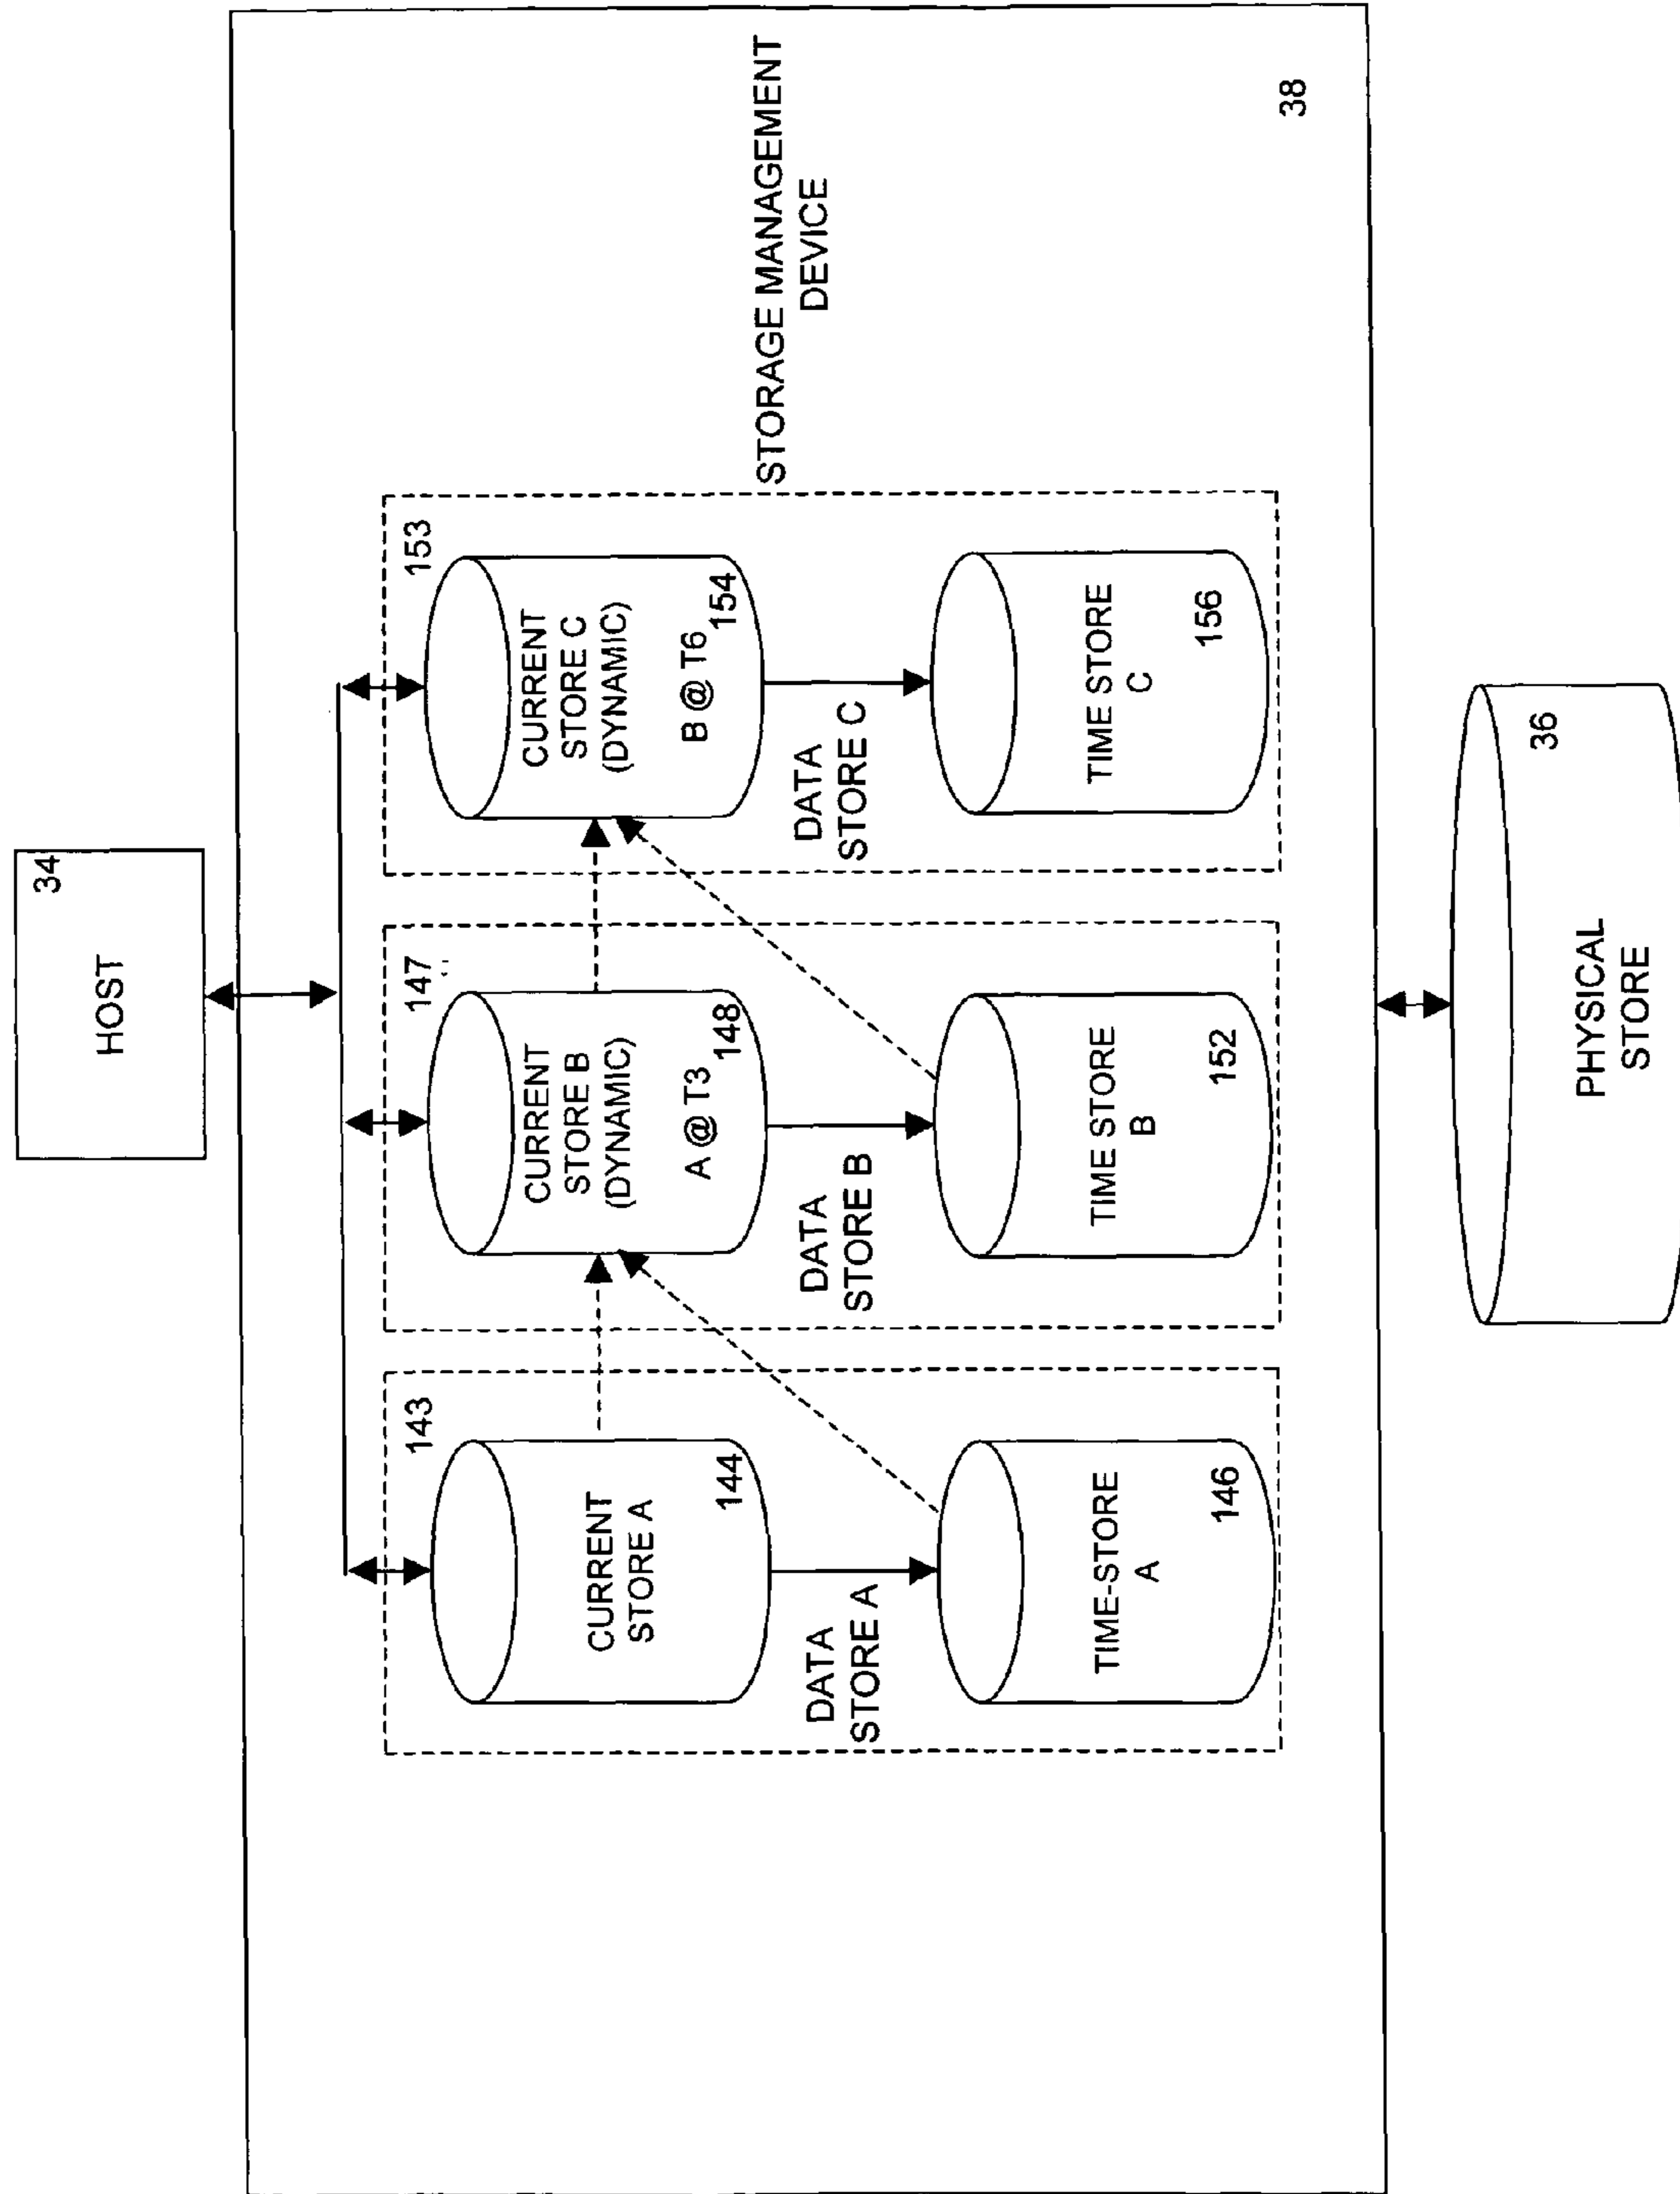 34
HOST
143
CURRENT
STORE A
144
DATA
STORE A
TIME-STORE
A
146
147
CURRENT
STORE B
(DYNAMIC)
A @ T3
148
DATA
STORE B
TIME STORE
B
152
153
CURRENT
STORE C
(DYNAMIC)
B @ T6
154
DATA
STORE C
TIME STORE
C
156
STORAGE MANAGEMENT
DEVICE
38
36
PHYSICAL
STORE